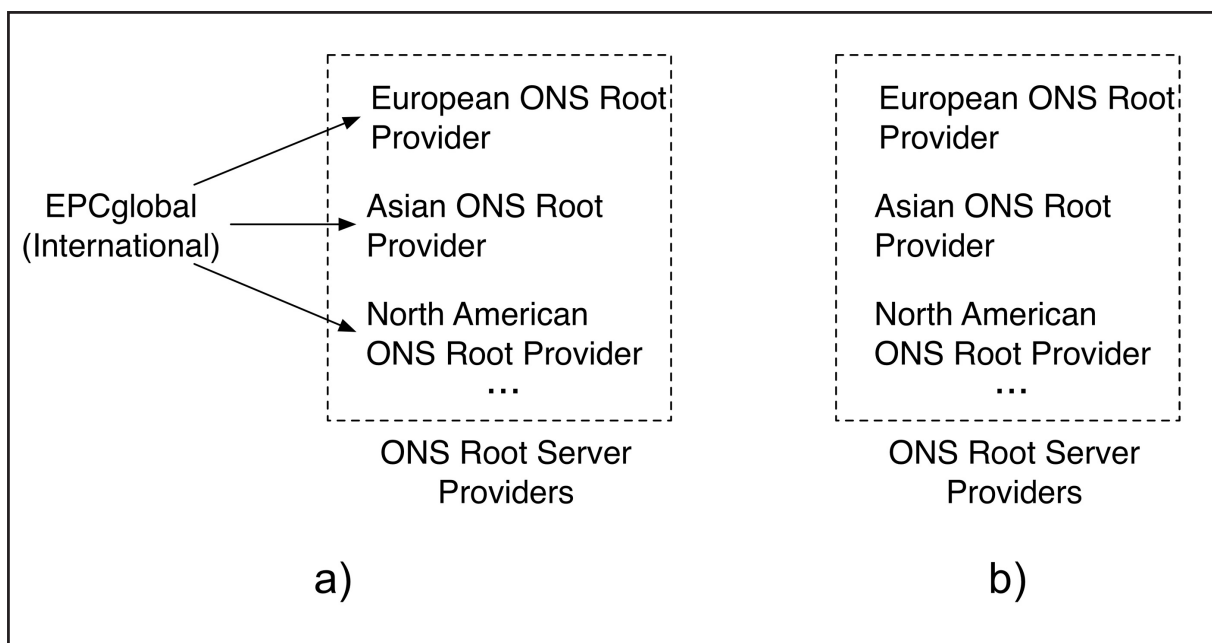 EPCglobal
(International)
European ONS Root
Provider
Asian ONS Root
Provider
North American
ONS Root Provider
...
ONS Root Server
Providers
a)
European ONS Root
Provider
Asian ONS Root
Provider
North American
ONS Root Provider
...
ONS Root Server
Providers
b)